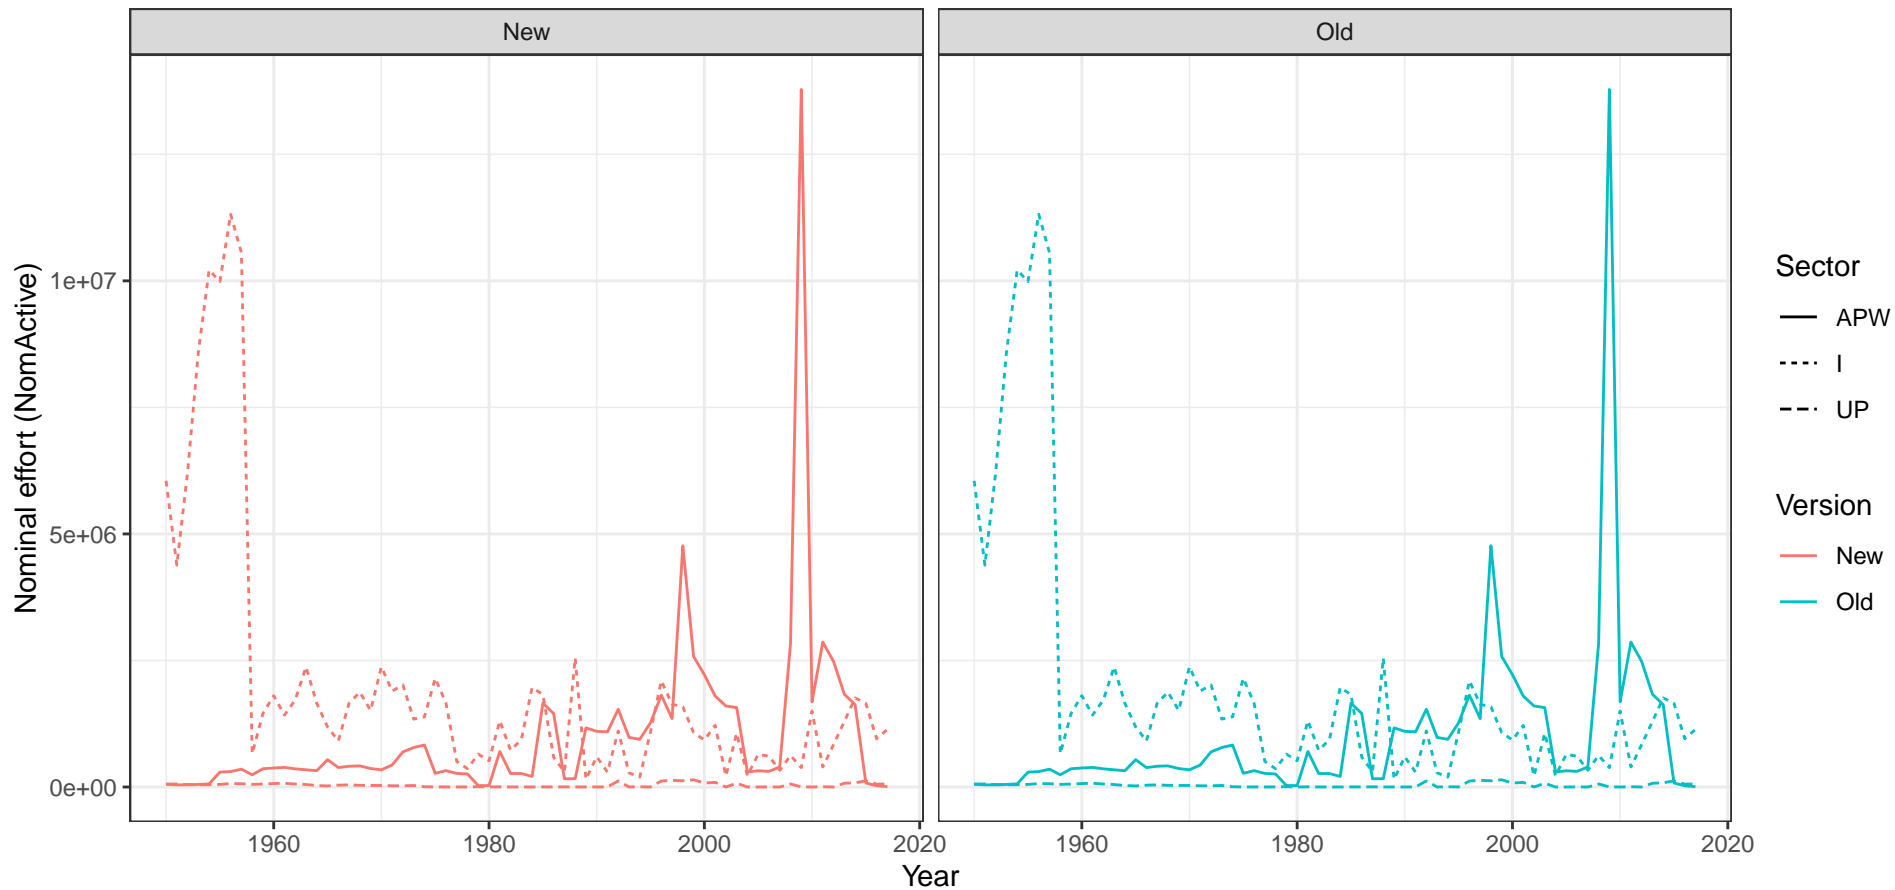 New
Old
Nominal effort (NomActive)
1e+07
5e+06
0e+00
1960
1980
2000
2020
1960
1980
2000
2020
Year
Sector
APW
I
UP
Version
New
Old